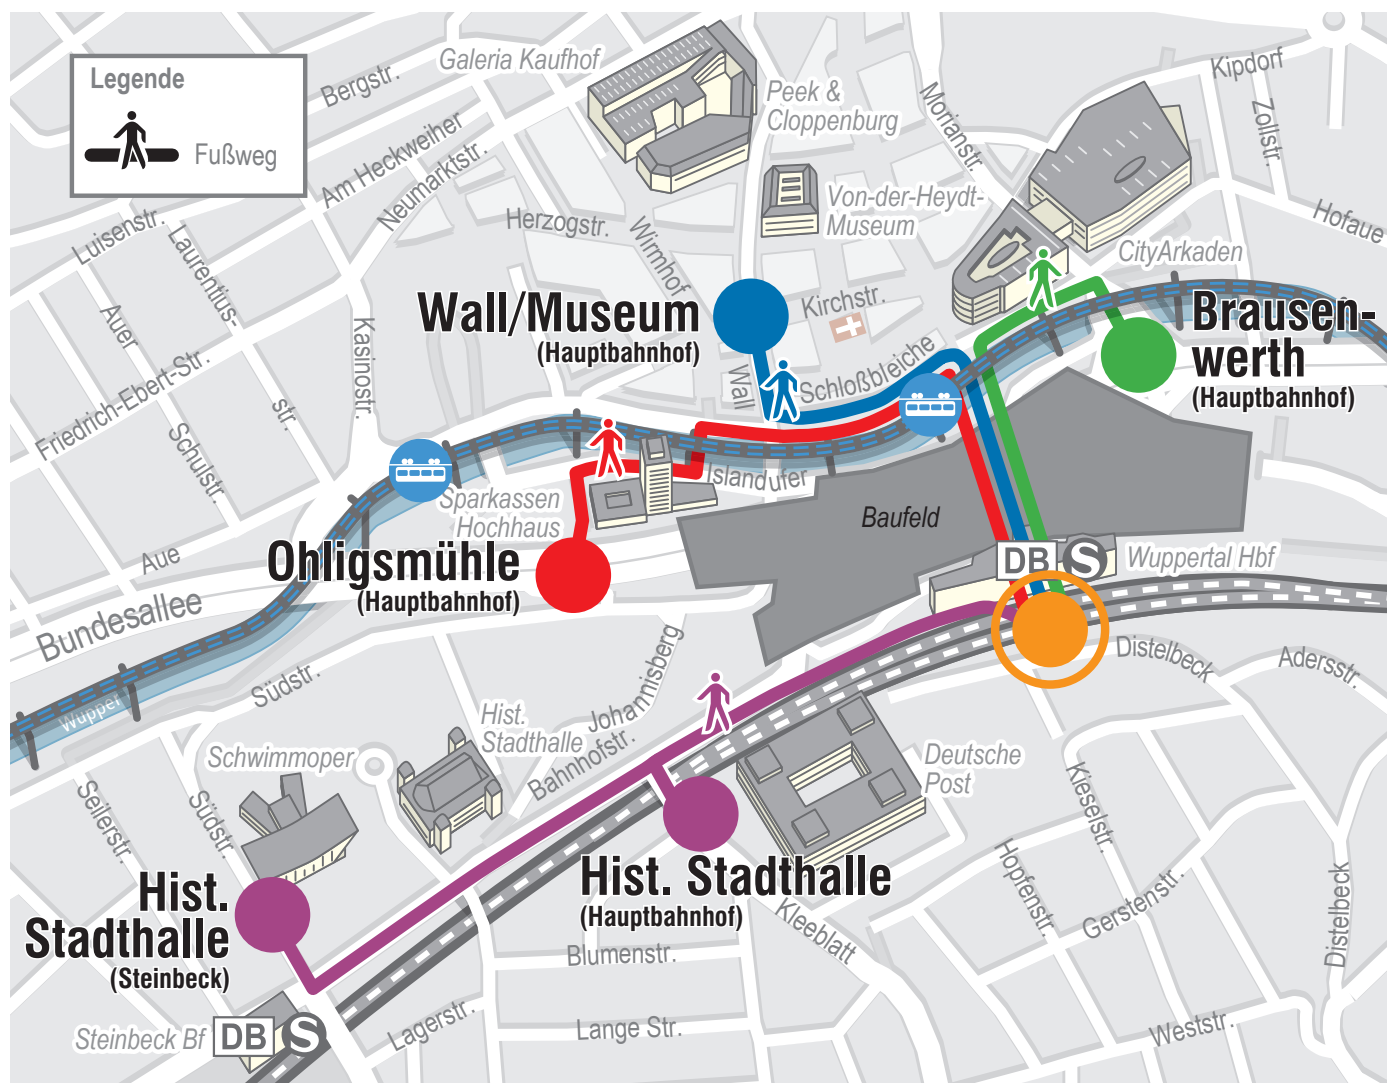 Legende
Fußweg
Bergstr.
Galeria Kaufhof
Peek &
Cloppenburg
Morianstr.
Kipdorf
Zollstr.
Am Heckweiher
Neumarktstr.
Herzogstr.
Wirmhof
Von-der-Heydt-
Museum
Hofaue
CityArkaden
Luisenstr.
Laurentius-
str.
Auer
Schulstr.
Friedrich-Ebert-Str.
Kasinostr.
Wall/Museum
(Hauptbahnhof)
Kirchstr.
Wall
Schloßbleiche
Brausen-
werth
(Hauptbahnhof)
Sparkassen
Hochhaus
Islandufer
Baufeld
Aue
Bundesallee
Ohligsmühle
(Hauptbahnhof)
DB
S
Wuppertal Hbf
Wupper
Südstr.
Johannisberg
Distelbeck
Adersstr.
Hist.
Stadthalle
Bahnhofstr.
Schwimmoper
Deutsche
Post
Seilerstr.
Südstr.
Kieselstr.
Hist.
Stadthalle
(Steinbeck)
Hist. Stadthalle
(Hauptbahnhof)
Hopfenstr.
Gerstenstr.
Distelbeck
Kleeblatt
Blumenstr.
Lagerstr.
Lange Str.
Weststr.
Steinbeck Bf
DB
S